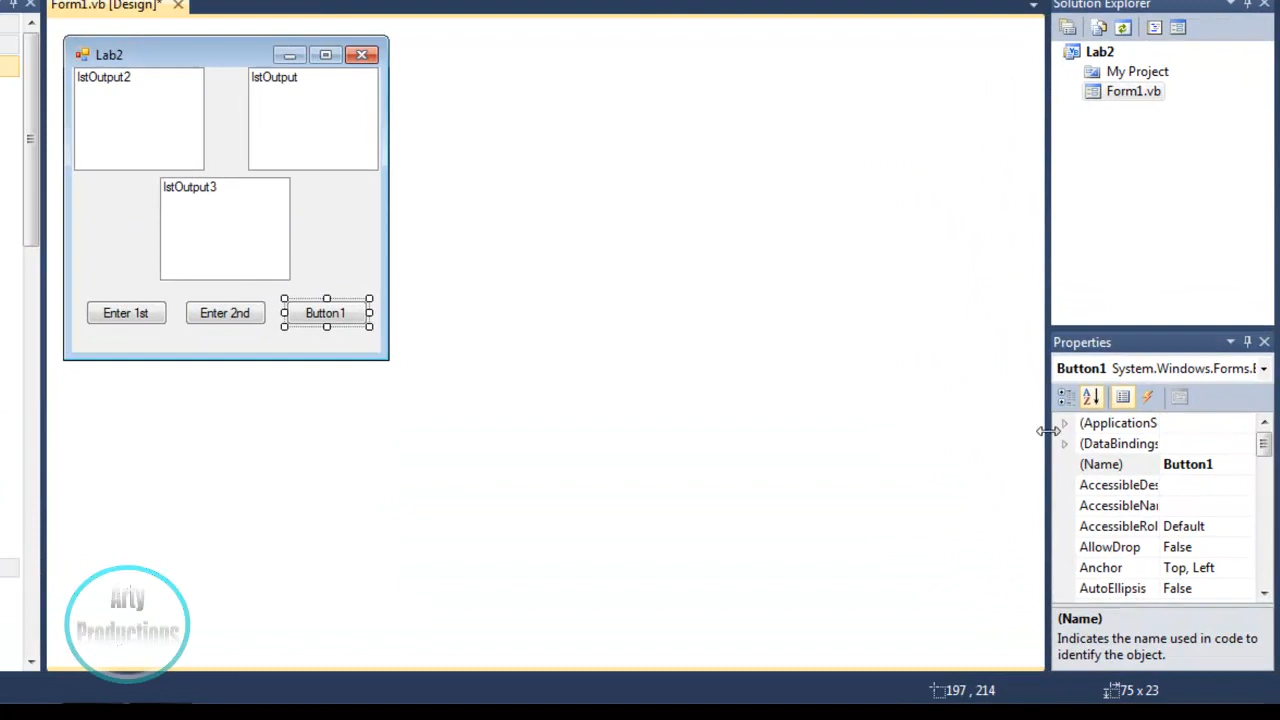 Form1.vb [Design]*
Lab2
lstOutput2
lstOutput
lstOutput3
Enter 1st
Enter 2nd
Button1
Arty
Productions
Solution Explorer
Lab2
My Project
Form1.vb
Properties
Button1 System.Windows.Forms.B
(ApplicationS
(DataBindings
(Name) Button1
AccessibleDes
AccessibleNar
AccessibleRol Default
AllowDrop False
Anchor Top, Left
AutoEllipsis False
(Name)
Indicates the name used in code to
identify the object.
197 , 214
75 x 23